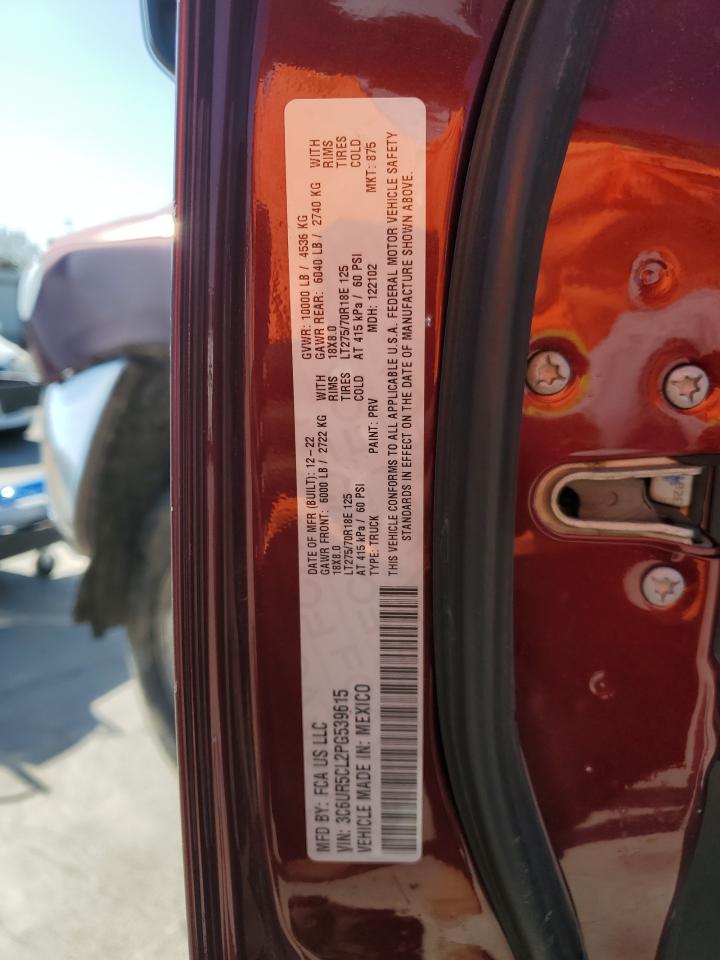 MFD BY: FCA US LLC
VIN: 3C6UR5CL2PG539615
VEHICLE MADE IN: MEXICO
DATE OF MFR (BUILT): 12-22
GAWR FRONT: 6000 LB / 2722 KG WITH
18X8.0 RIMS
LT275/70R18E 125 TIRES
AT 415 kPa / 60 PSI COLD
TYPE: TRUCK PAINT: PRV
GVWR: 10000 LB / 4536 KG
GAWR REAR: 6040 LB / 2740 KG WITH
18X8.0 RIMS
LT275/70R18E 125 TIRES
AT 415 kPa / 60 PSI COLD
MDH: 122102 MKT: 875
THIS VEHICLE CONFORMS TO ALL APPLICABLE U.S.A. FEDERAL MOTOR VEHICLE SAFETY
STANDARDS IN EFFECT ON THE DATE OF MANUFACTURE SHOWN ABOVE.